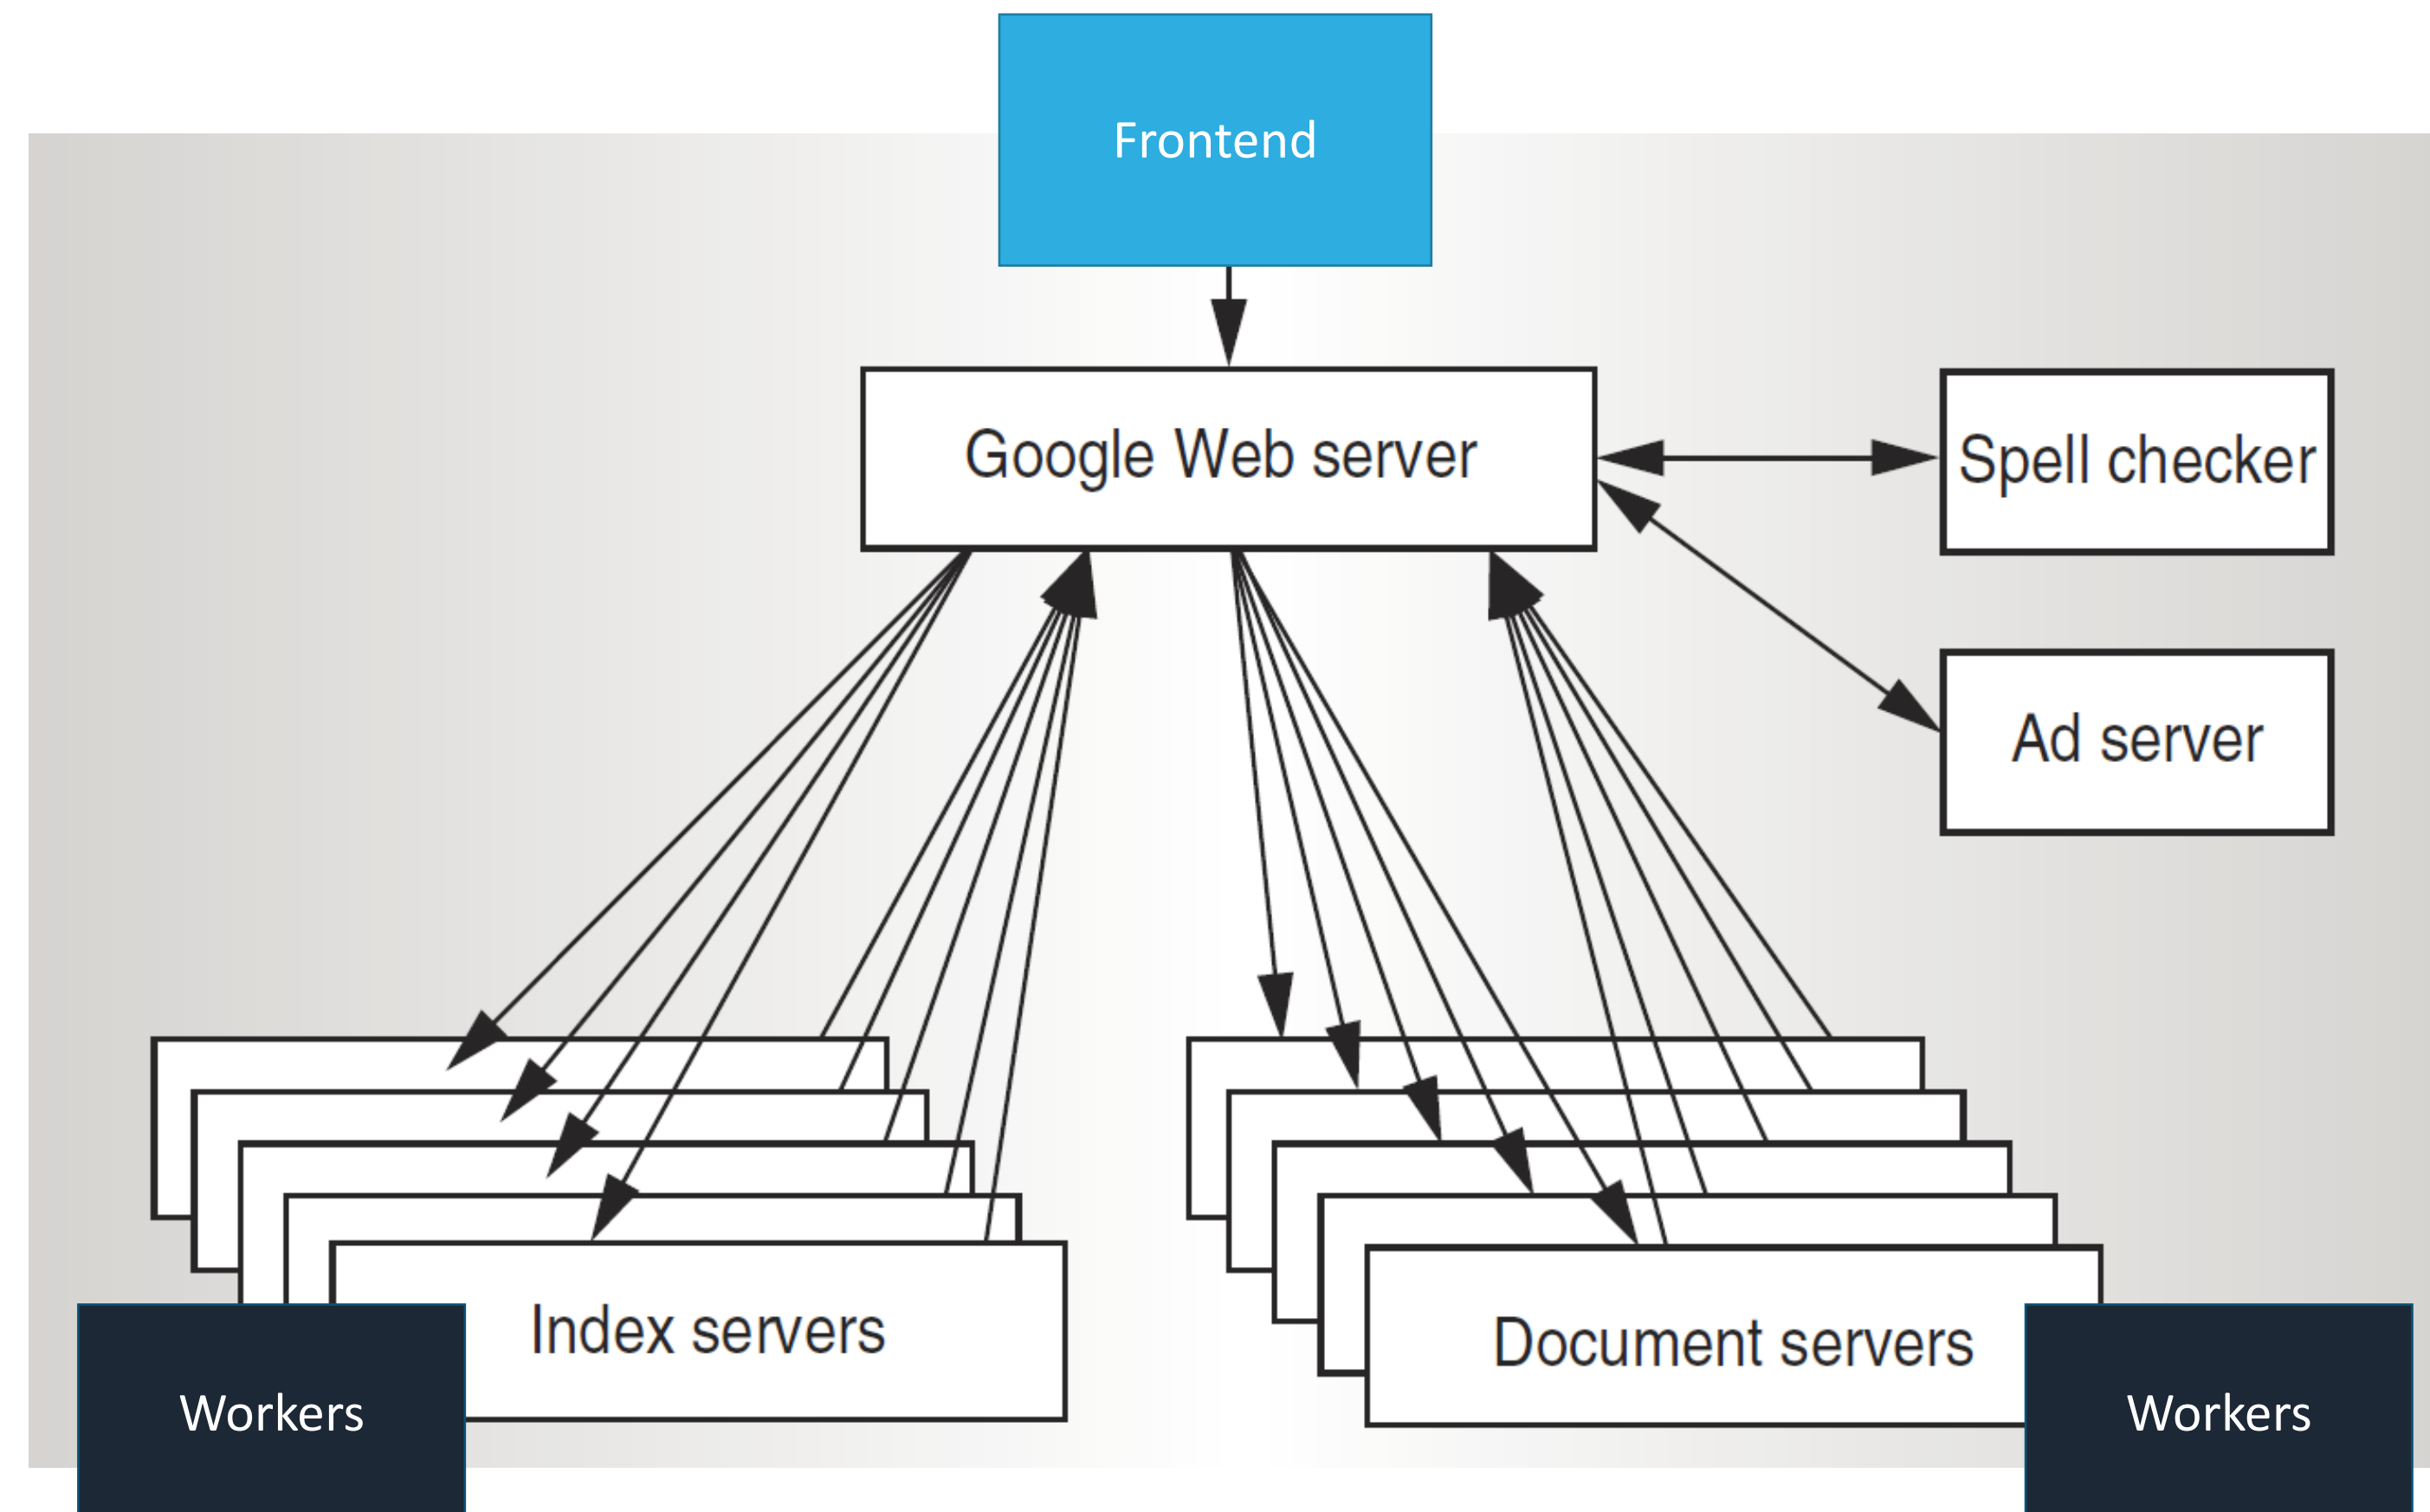 Frontend
Google Web server
Spell checker
Ad server
Index servers
Document servers
Workers
Workers